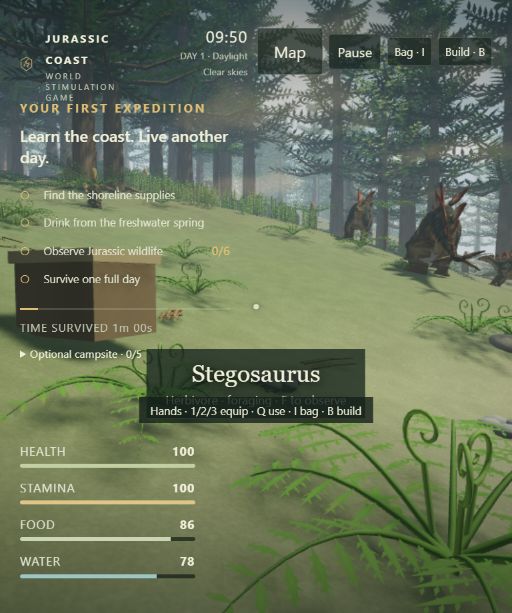 JURASSIC
COAST
WORLD
STIMULATION
GAME
09:50
DAY 1 · Daylight
Clear skies
Map
Pause
Bag · I
Build · B
YOUR FIRST EXPEDITION
Learn the coast. Live another
day.
Find the shoreline supplies
Drink from the freshwater spring
Observe Jurassic wildlife 0/6
Survive one full day
TIME SURVIVED 1m 00s
Optional campsite · 0/5
Stegosaurus
Herbivore · foraging · F to observe
Hands · 1/2/3 equip · Q use · I bag · B build
HEALTH 100
STAMINA 100
FOOD 86
WATER 78